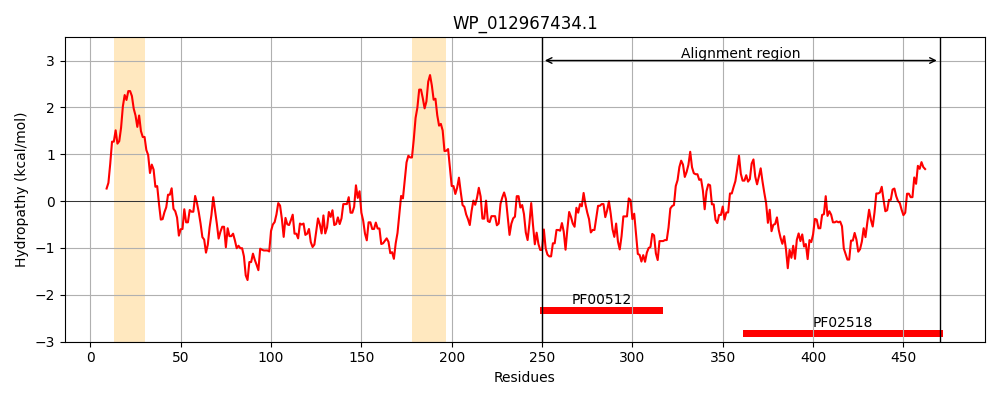 WP_012967434.1
Alignment region
3
2
1
0
−1
−2
−3
Hydropathy (kcal/mol)
PF00512
PF02518
0 50 100 150 200 250 300 350 400 450
Residues